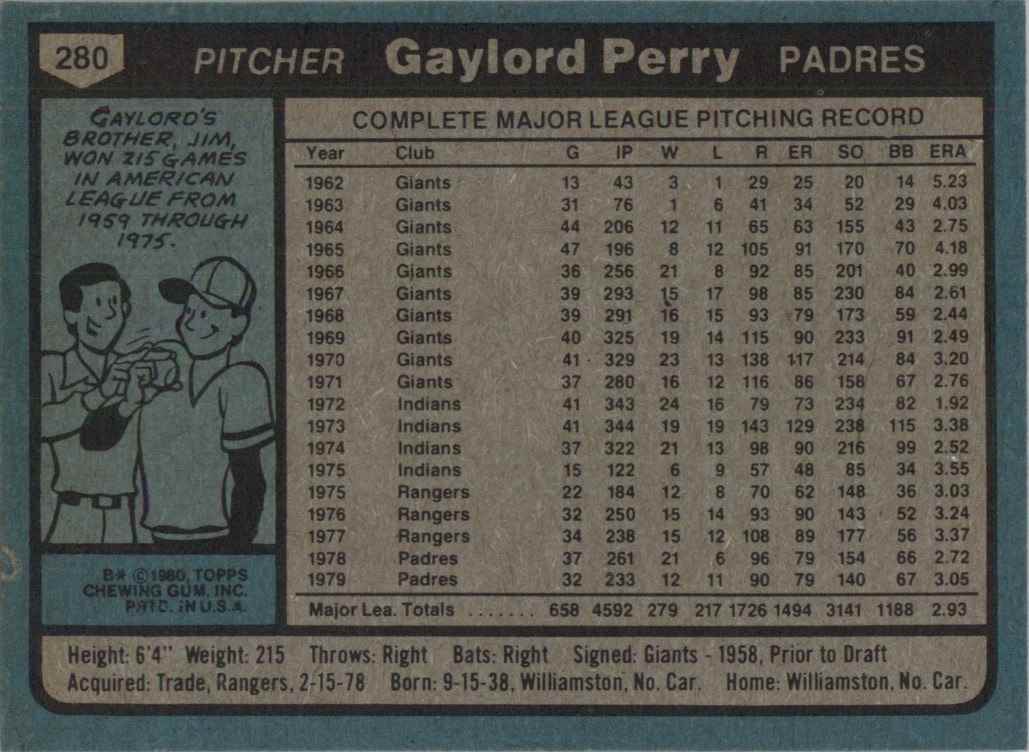 280 PITCHER Gaylord Perry PADRES
GAYLORD'S
BROTHER, JIM,
WON 215 GAMES
IN AMERICAN
LEAGUE FROM
1959 THROUGH
1975.
COMPLETE MAJOR LEAGUE PITCHING RECORD
Year Club G IP W L R ER SO BB ERA
1962 Giants 13 43 3 1 29 25 20 14 5.23
1963 Giants 31 76 1 6 41 34 52 29 4.03
1964 Giants 44 206 12 11 65 63 155 43 2.75
1965 Giants 47 196 8 12 105 91 170 70 4.18
1966 Giants 36 256 21 8 92 85 201 40 2.99
1967 Giants 39 293 15 17 98 85 230 84 2.61
1968 Giants 39 291 16 15 93 79 173 59 2.44
1969 Giants 40 325 19 14 115 90 233 91 2.49
1970 Giants 41 329 23 13 138 117 214 84 3.20
1971 Giants 37 280 16 12 116 86 158 67 2.76
1972 Indians 41 343 24 16 79 73 234 82 1.92
1973 Indians 41 344 19 19 143 129 238 115 3.38
1974 Indians 37 322 21 13 98 90 216 99 2.52
1975 Indians 15 122 6 9 57 48 85 34 3.55
1975 Rangers 22 184 12 8 70 62 148 36 3.03
1976 Rangers 32 250 15 14 93 90 143 52 3.24
1977 Rangers 34 238 15 12 108 89 177 56 3.37
1978 Padres 37 261 21 6 96 79 154 66 2.72
1979 Padres 32 233 12 11 90 79 140 67 3.05
Major Lea. Totals ....... 658 4592 279 217 1726 1494 3141 1188 2.93
B* ©1980, TOPPS
CHEWING GUM, INC.
PRTD. IN U.S.A.
Height: 6'4" Weight: 215 Throws: Right Bats: Right Signed: Giants - 1958, Prior to Draft
Acquired: Trade, Rangers, 2-15-78 Born: 9-15-38, Williamston, No. Car. Home: Williamston, No. Car.